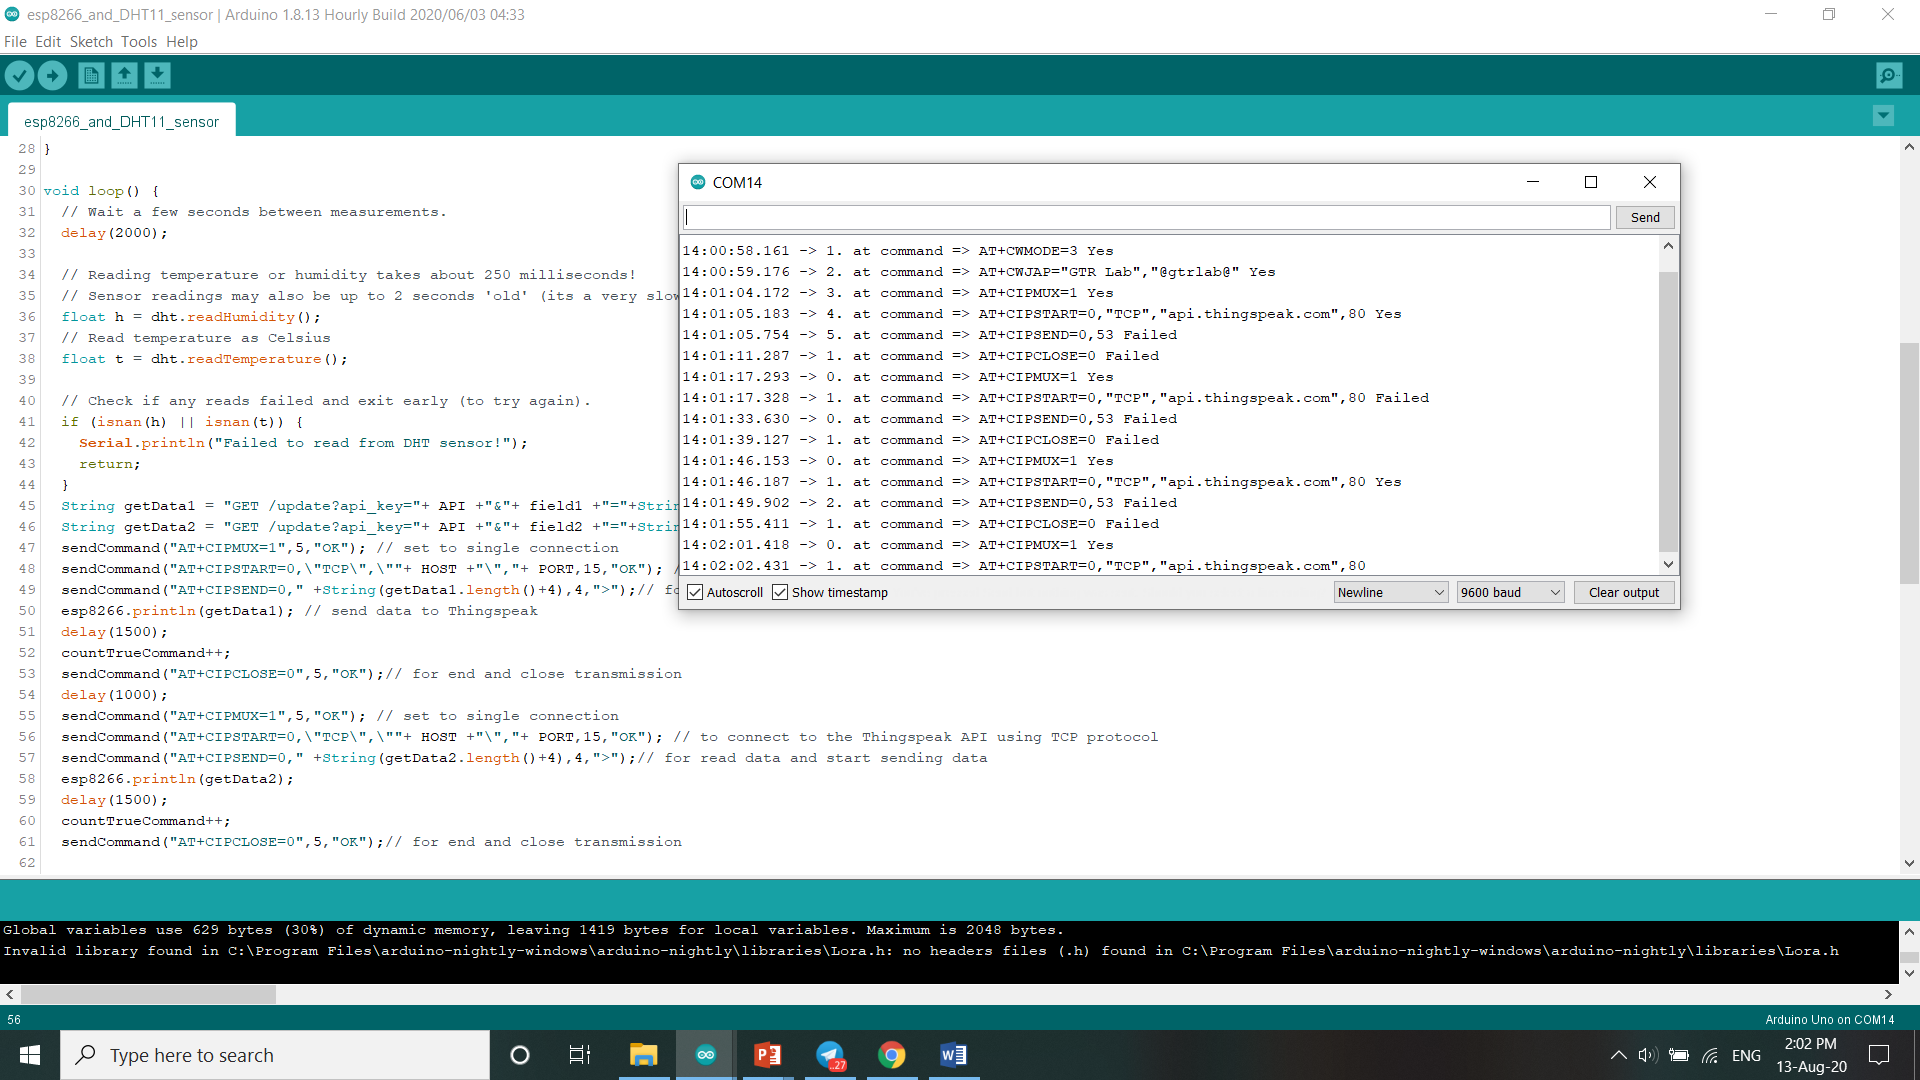 esp8266_and_DHT11_sensor | Arduino 1.8.13 Hourly Build 2020/06/03 04:33
File Edit Sketch Tools Help
esp8266_and_DHT11_sensor
28 }
29
30 void loop() {
31 // Wait a few seconds between measurements.
32 delay(2000);
33
34 // Reading temperature or humidity takes about 250 milliseconds!
35 // Sensor readings may also be up to 2 seconds 'old' (its a very slow
36 float h = dht.readHumidity();
37 // Read temperature as Celsius
38 float t = dht.readTemperature();
39
40 // Check if any reads failed and exit early (to try again).
41 if (isnan(h) || isnan(t)) {
42 Serial.println("Failed to read from DHT sensor!");
43 return;
44 }
45 String getData1 = "GET /update?api_key="+ API +"&"+ field1 +"="+Strin
46 String getData2 = "GET /update?api_key="+ API +"&"+ field2 +"="+Strin
47 sendCommand("AT+CIPMUX=1",5,"OK"); // set to single connection
48 sendCommand("AT+CIPSTART=0,\"TCP\",\""+ HOST +"\","+ PORT,15,"OK"); /
49 sendCommand("AT+CIPSEND=0," +String(getData1.length()+4),4,">");// fo
50 esp8266.println(getData1); // send data to Thingspeak
51 delay(1500);
52 countTrueCommand++;
53 sendCommand("AT+CIPCLOSE=0",5,"OK");// for end and close transmission
54 delay(1000);
55 sendCommand("AT+CIPMUX=1",5,"OK"); // set to single connection
56 sendCommand("AT+CIPSTART=0,\"TCP\",\""+ HOST +"\","+ PORT,15,"OK"); // to connect to the Thingspeak API using TCP protocol
57 sendCommand("AT+CIPSEND=0," +String(getData2.length()+4),4,">");// for read data and start sending data
58 esp8266.println(getData2);
59 delay(1500);
60 countTrueCommand++;
61 sendCommand("AT+CIPCLOSE=0",5,"OK");// for end and close transmission
62
COM14
Send
14:00:58.161 -> 1. at command => AT+CWMODE=3 Yes
14:00:59.176 -> 2. at command => AT+CWJAP="GTR Lab","@gtrlab@" Yes
14:01:04.172 -> 3. at command => AT+CIPMUX=1 Yes
14:01:05.183 -> 4. at command => AT+CIPSTART=0,"TCP","api.thingspeak.com",80 Yes
14:01:05.754 -> 5. at command => AT+CIPSEND=0,53 Failed
14:01:11.287 -> 1. at command => AT+CIPCLOSE=0 Failed
14:01:17.293 -> 0. at command => AT+CIPMUX=1 Yes
14:01:17.328 -> 1. at command => AT+CIPSTART=0,"TCP","api.thingspeak.com",80 Failed
14:01:33.630 -> 0. at command => AT+CIPSEND=0,53 Failed
14:01:39.127 -> 1. at command => AT+CIPCLOSE=0 Failed
14:01:46.153 -> 0. at command => AT+CIPMUX=1 Yes
14:01:46.187 -> 1. at command => AT+CIPSTART=0,"TCP","api.thingspeak.com",80 Yes
14:01:49.902 -> 2. at command => AT+CIPSEND=0,53 Failed
14:01:55.411 -> 1. at command => AT+CIPCLOSE=0 Failed
14:02:01.418 -> 0. at command => AT+CIPMUX=1 Yes
14:02:02.431 -> 1. at command => AT+CIPSTART=0,"TCP","api.thingspeak.com",80
Autoscroll Show timestamp Newline 9600 baud Clear output
Global variables use 629 bytes (30%) of dynamic memory, leaving 1419 bytes for local variables. Maximum is 2048 bytes.
Invalid library found in C:\Program Files\arduino-nightly-windows\arduino-nightly\libraries\Lora.h: no headers files (.h) found in C:\Program Files\arduino-nightly-windows\arduino-nightly\libraries\Lora.h
56 Arduino Uno on COM14
Type here to search
..27
ENG
2:02 PM
13-Aug-20